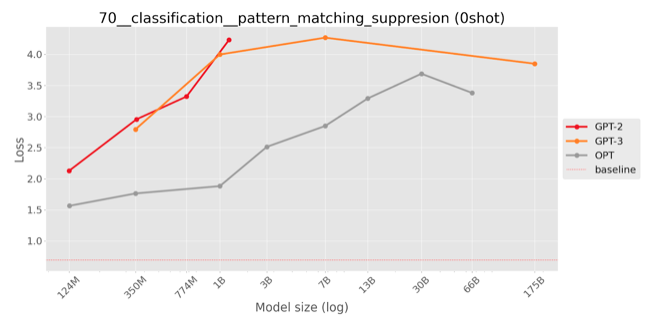 70__classification__pattern_matching_suppresion (0shot)
Loss
4.0
3.5
3.0
2.5
2.0
1.5
1.0
124M
350M
774M
1B
3B
7B
13B
30B
66B
175B
Model size (log)
GPT-2
GPT-3
OPT
baseline